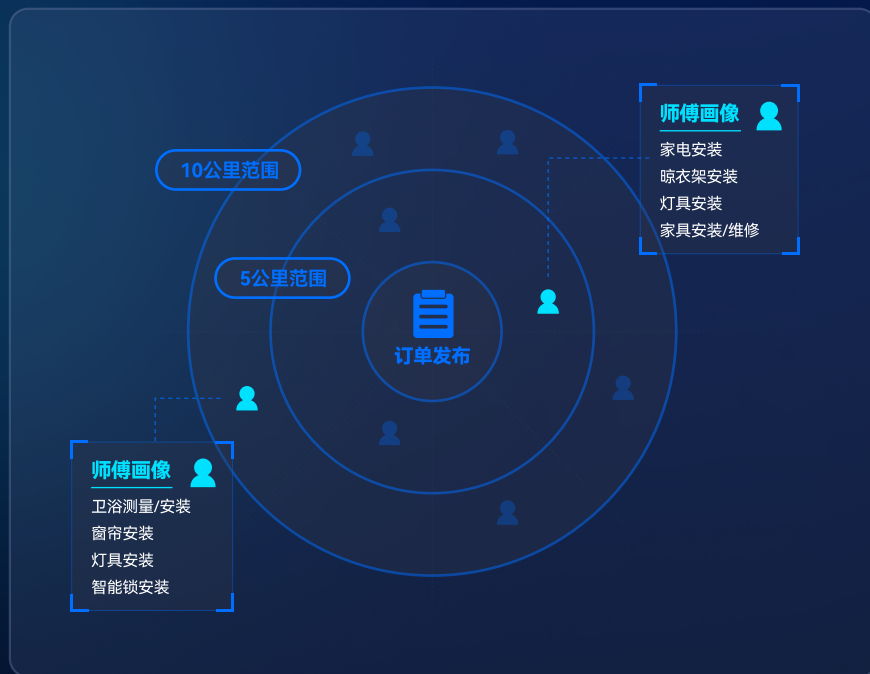 师傅画像
家电安装
晾衣架安装
灯具安装
家具安装/维修
10公里范围
5公里范围
订单发布
师傅画像
卫浴测量/安装
窗帘安装
灯具安装
智能锁安装